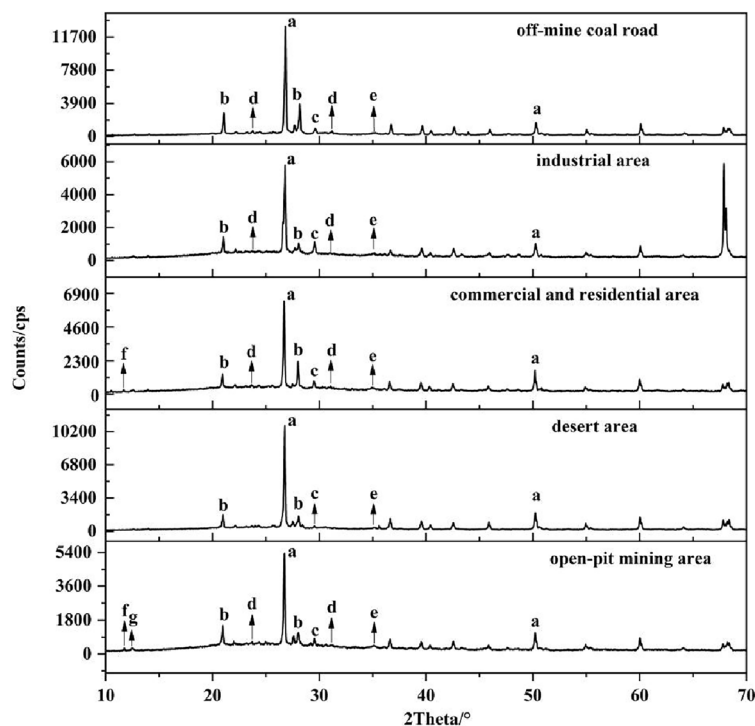 a
11700
off-mine coal road
7800
b d b d e
3900
c
a
0
a
6000
industrial area
4000
2000
b d b c d e
a
0
6900
a
commercial and residential area
4600
2300
f b d b c d e
a
0
10200
a
desert area
6800
3400
b b c e
a
0
5400
a
open-pit mining area
3600
1800
f g b d b c d e
a
0
10 20 30 40 50 60 70
2Theta/°
Counts/cps